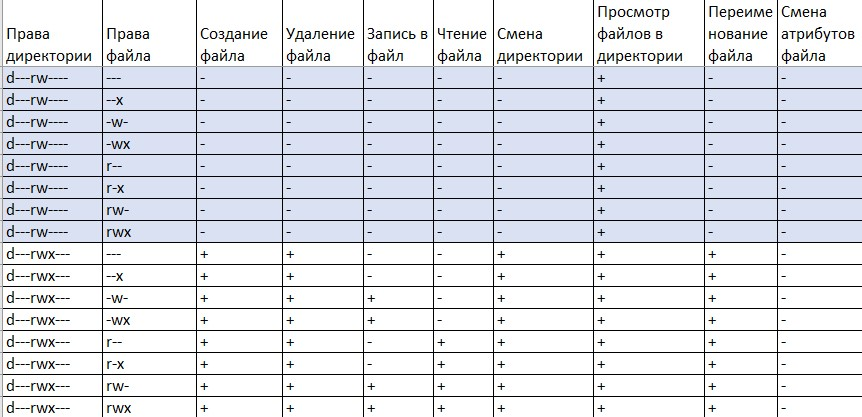 Права директории | Права файла | Создание файла | Удаление файла | Запись в файл | Чтение файла | Смена директории | Просмотр файлов в директории | Переименование файла | Смена атрибутов файла
d---rw---- | --- | - | - | - | - | - | + | - | -
d---rw---- | --x | - | - | - | - | - | + | - | -
d---rw---- | -w- | - | - | - | - | - | + | - | -
d---rw---- | -wx | - | - | - | - | - | + | - | -
d---rw---- | r-- | - | - | - | - | - | + | - | -
d---rw---- | r-x | - | - | - | - | - | + | - | -
d---rw---- | rw- | - | - | - | - | - | + | - | -
d---rw---- | rwx | - | - | - | - | - | + | - | -
d---rwx--- | --- | + | + | - | - | + | + | + | -
d---rwx--- | --x | + | + | - | - | + | + | + | -
d---rwx--- | -w- | + | + | + | - | + | + | + | -
d---rwx--- | -wx | + | + | + | - | + | + | + | -
d---rwx--- | r-- | + | + | - | + | + | + | + | -
d---rwx--- | r-x | + | + | - | + | + | + | + | -
d---rwx--- | rw- | + | + | + | + | + | + | + | -
d---rwx--- | rwx | + | + | + | + | + | + | + | -